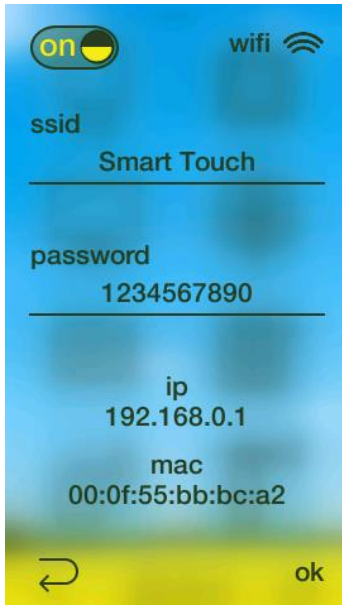 on
wifi
ssid
Smart Touch
password
1234567890
ip
192.168.0.1
mac
00:0f:55:bb:bc:a2
ok